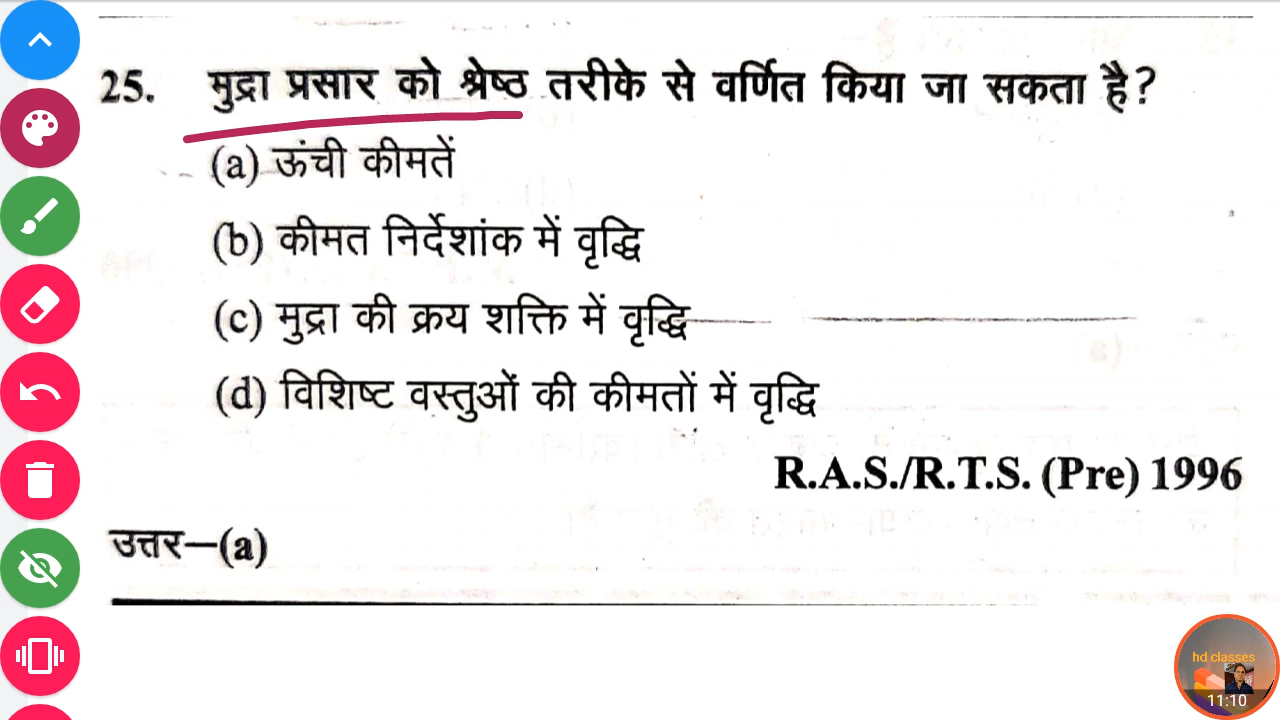 25. मुद्रा प्रसार को श्रेष्ठ तरीके से वर्णित किया जा सकता है?
(a) ऊंची कीमतें
(b) कीमत निर्देशांक में वृद्धि
(c) मुद्रा की क्रय शक्ति में वृद्धि
(d) विशिष्ट वस्तुओं की कीमतों में वृद्धि
R.A.S./R.T.S. (Pre) 1996
उत्तर—(a)
hd classes
11:10